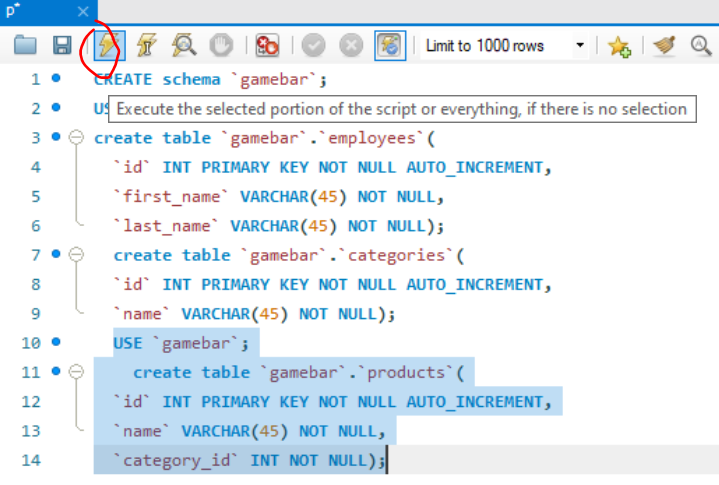 p*
Limit to 1000 rows
1 CREATE schema `gamebar`;
2 US
Execute the selected portion of the script or everything, if there is no selection
3 create table `gamebar`.`employees`(
4 `id` INT PRIMARY KEY NOT NULL AUTO_INCREMENT,
5 `first_name` VARCHAR(45) NOT NULL,
6 `last_name` VARCHAR(45) NOT NULL);
7 create table `gamebar`.`categories`(
8 `id` INT PRIMARY KEY NOT NULL AUTO_INCREMENT,
9 `name` VARCHAR(45) NOT NULL);
10 USE `gamebar`;
11 create table `gamebar`.`products`(
12 `id` INT PRIMARY KEY NOT NULL AUTO_INCREMENT,
13 `name` VARCHAR(45) NOT NULL,
14 `category_id` INT NOT NULL);